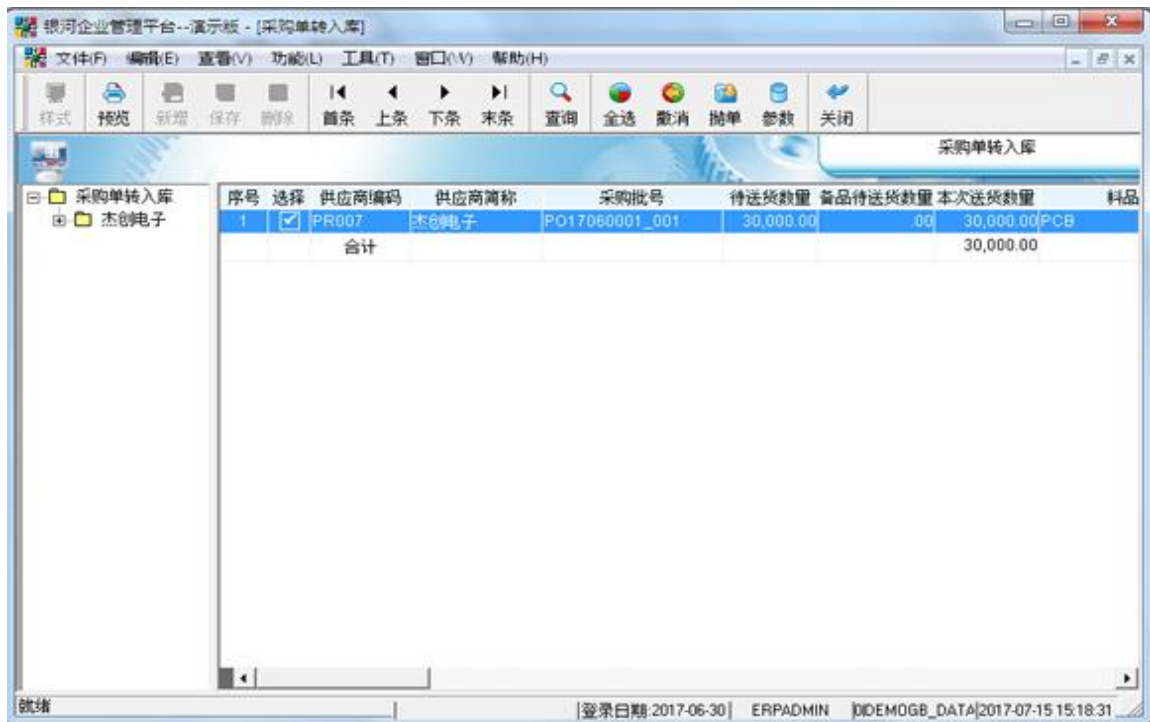 银河企业管理平台--演示版 - [采购单转入库]
文件(F) 编辑(E) 查看(V) 功能(L) 工具(T) 窗口(W) 帮助(H)
样式 预览 新增 保存 删除 首条 上条 下条 末条 查询 全选 撤消 抛单 参数 关闭
采购单转入库
采购单转入库
杰创电子
序号 选择 供应商编码 供应商简称 采购批号 待送货数量 备品待送货数量 本次送货数量 料品
1 PR007 杰创电子 PO17060001_001 30,000.00 .00 30,000.00 PCB
合计 30,000.00
就绪 登录日期:2017-06-30 ERPADMIN 2017-07-15 15:18:31